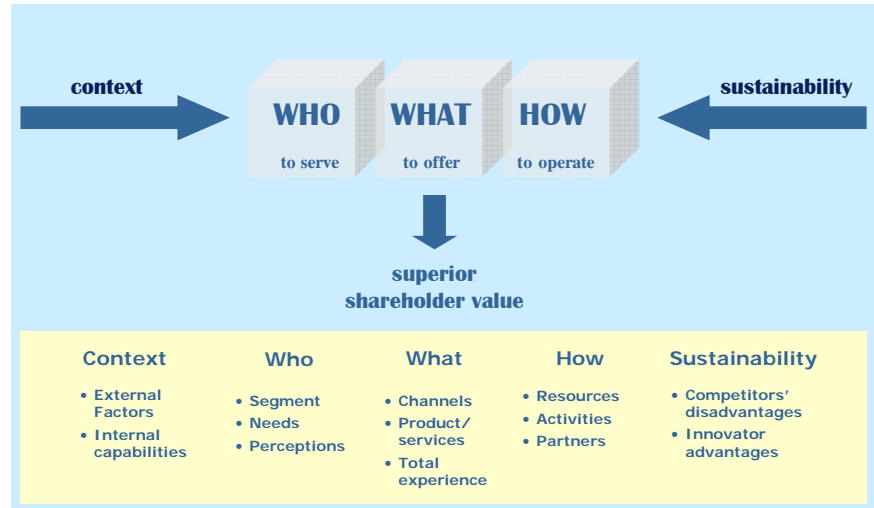 context
sustainability
WHO
WHAT
HOW
to serve
to offer
to operate
superior
shareholder value
Context
• External
Factors
• Internal
capabilities
Who
• Segment
• Needs
• Perceptions
What
• Channels
• Product/
services
• Total
experience
How
• Resources
• Activities
• Partners
Sustainability
• Competitors'
disadvantages
• Innovator
advantages